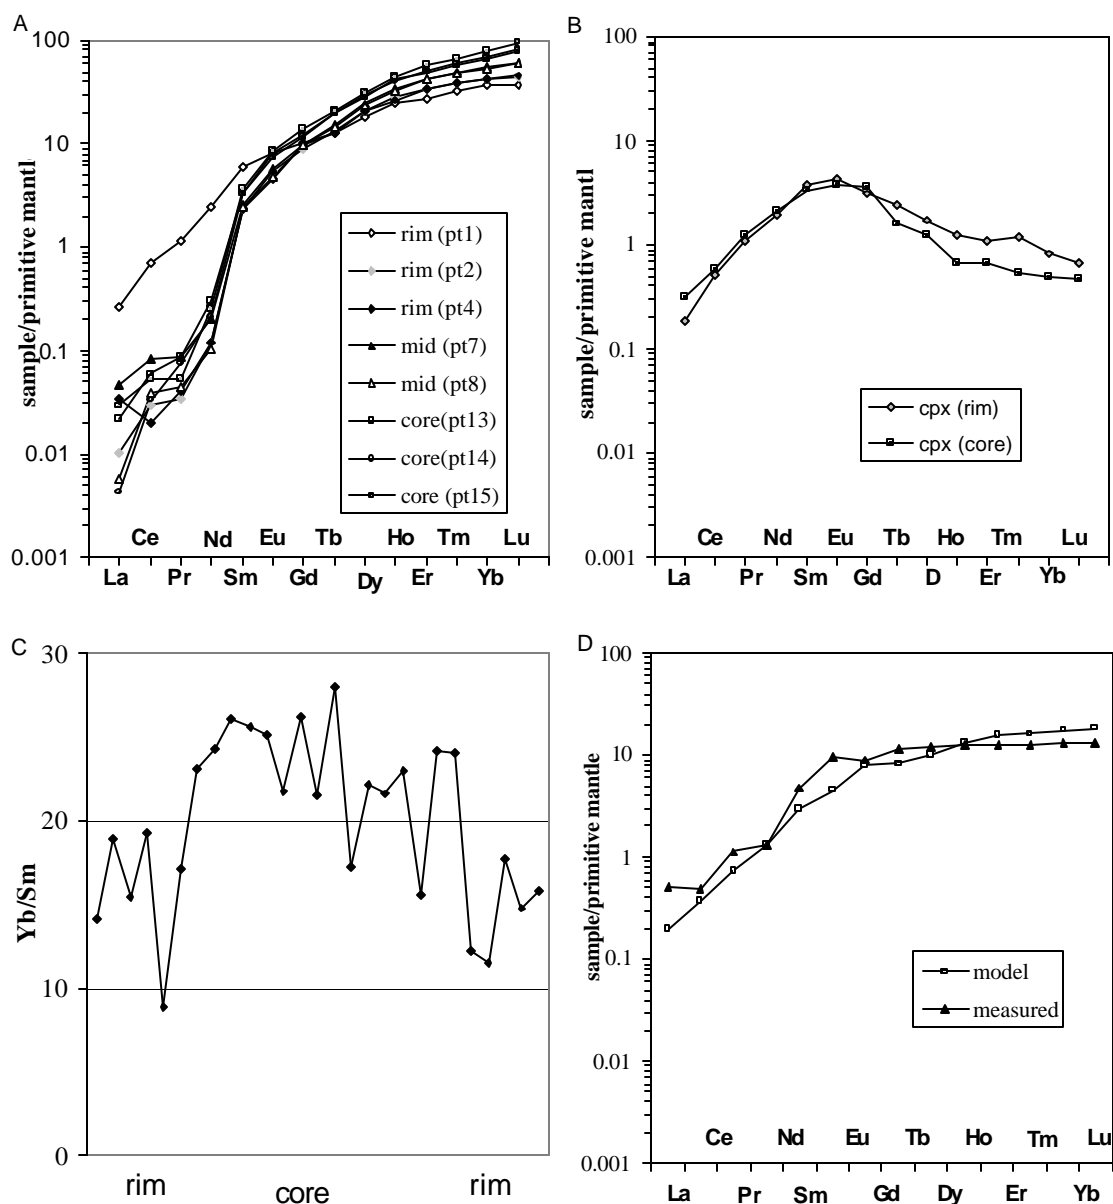 A
100
10
1
0.1
0.01
0.001
sample/primitive mantl
rim (pt1)
rim (pt2)
rim (pt4)
mid (pt7)
mid (pt8)
core(pt13)
core(pt14)
core (pt15)
Ce Nd Eu Tb Ho Tm Lu
La Pr Sm Gd Dy Er Yb
B
100
10
1
0.1
0.01
0.001
sample/primitive mantl
cpx (rim)
cpx (core)
Ce Nd Eu Tb Ho Tm Lu
La Pr Sm Gd D Er Yb
C
30
20
10
0
Yb/Sm
rim core rim
D
100
10
1
0.1
0.01
0.001
sample/primitive mantle
model
measured
Ce Nd Eu Tb Ho Tm Lu
La Pr Sm Gd Dy Er Yb